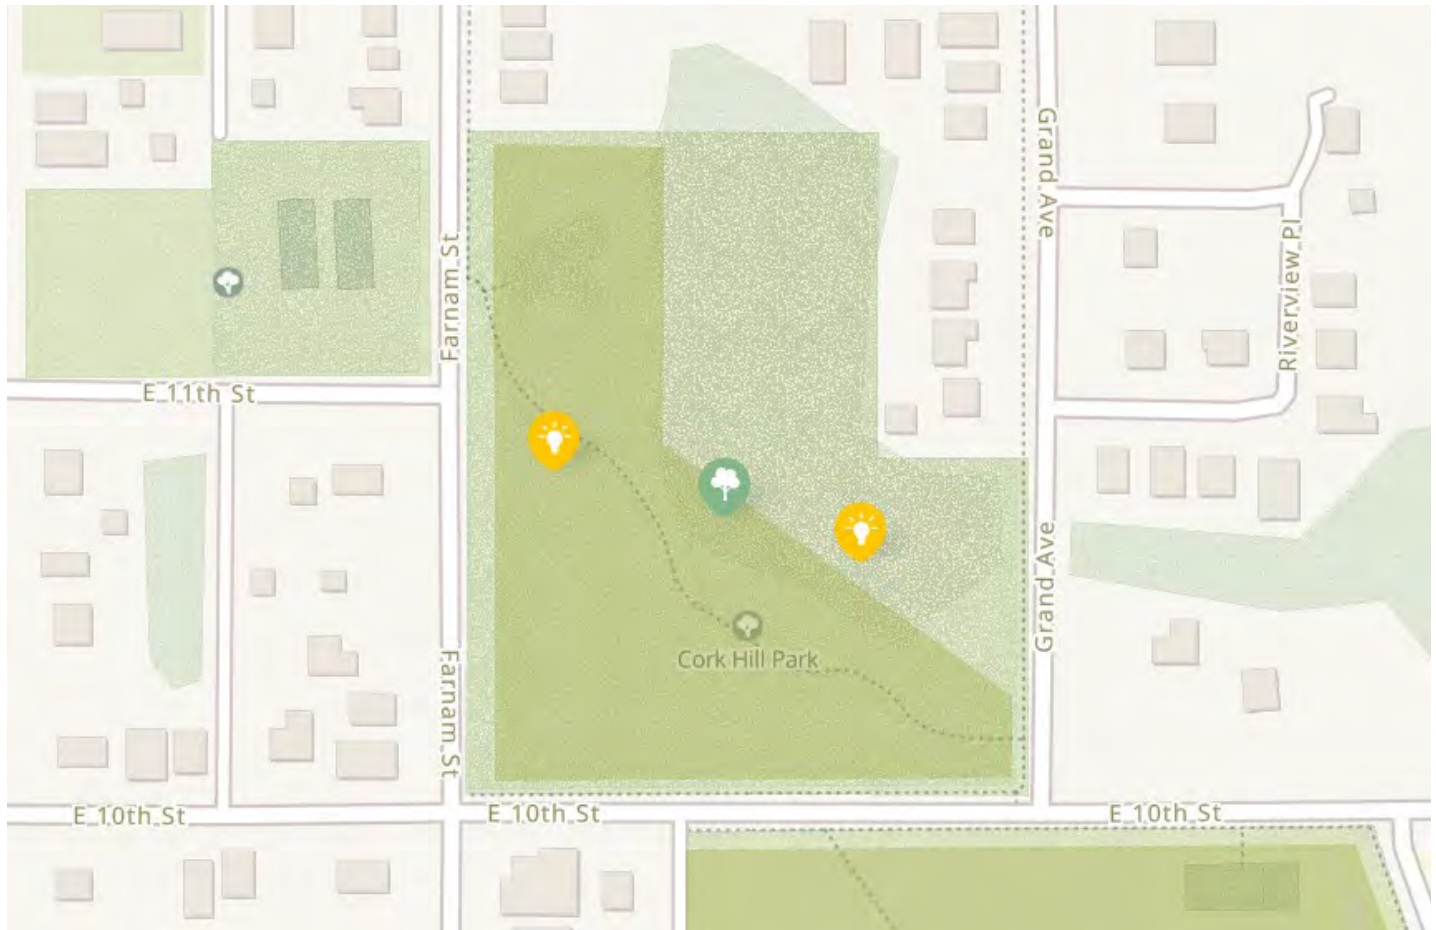 Grand Ave
Farnam St
Riverview Pl
E 11th St
Grand Ave
Cork Hill Park
Farnam St
E 10th St
E 10th St
E 10th St